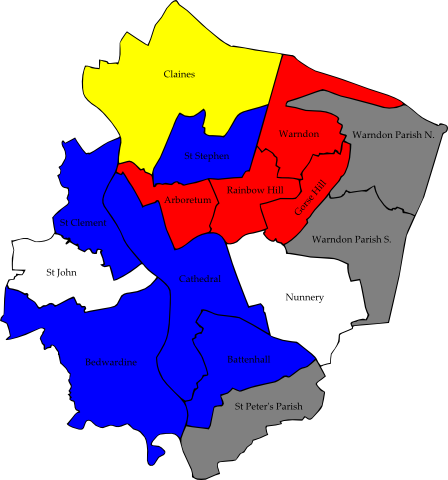 Claines
Warndon
Warndon Parish N.
St Stephen
Rainbow Hill
Gorse Hill
Arboretum
St Clement
Warndon Parish S.
St John
Cathedral
Nunnery
Bedwardine
Battenhall
St Peter's Parish